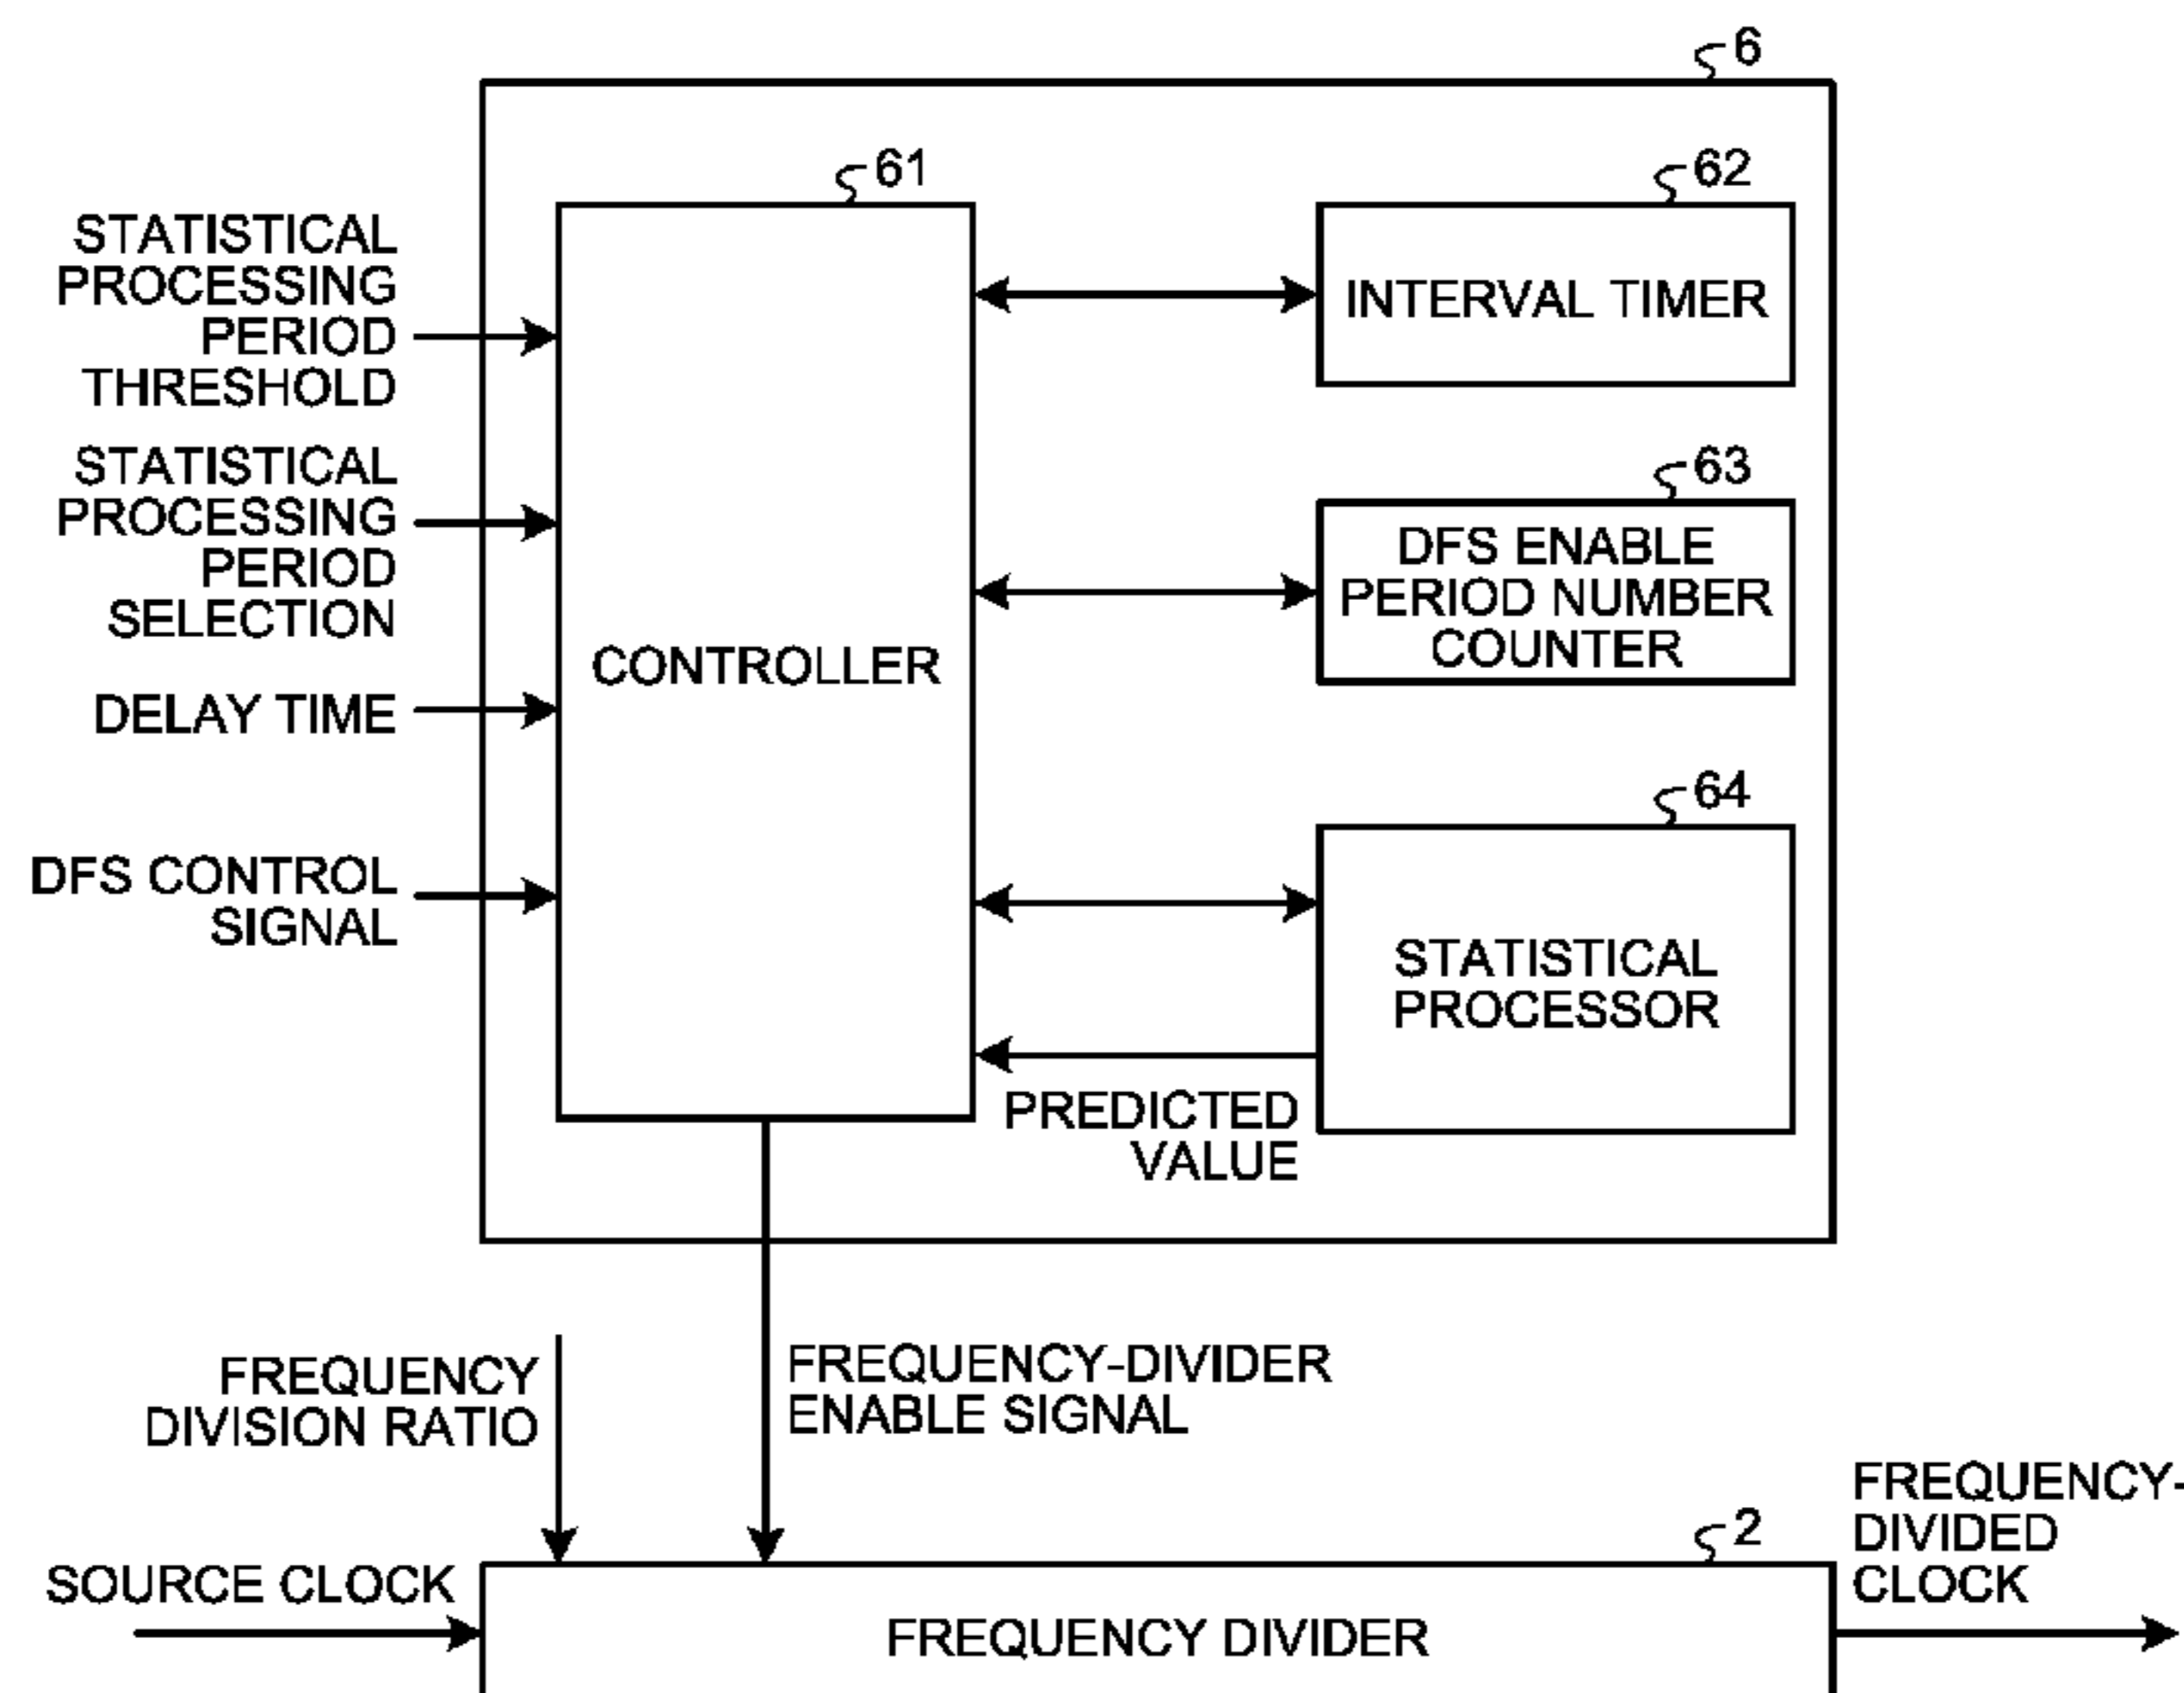 6
61
62
STATISTICAL
PROCESSING
PERIOD
THRESHOLD
INTERVAL TIMER
STATISTICAL
PROCESSING
PERIOD
SELECTION
63
DFS ENABLE
PERIOD NUMBER
COUNTER
CONTROLLER
DELAY TIME
64
DFS CONTROL
SIGNAL
STATISTICAL
PROCESSOR
PREDICTED
VALUE
FREQUENCY
DIVISION RATIO
FREQUENCY-DIVIDER
ENABLE SIGNAL
2
FREQUENCY-
DIVIDED
CLOCK
SOURCE CLOCK
FREQUENCY DIVIDER